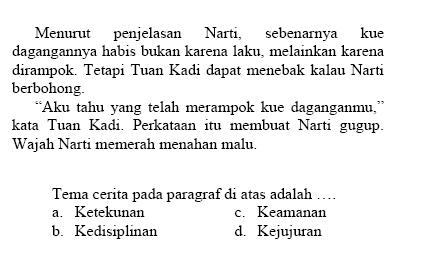 Menurut penjelasan Narti, sebenarnya kue
dagangannya habis bukan karena laku, melainkan karena
dirampok. Tetapi Tuan Kadi dapat menebak kalau Narti
berbohong.
“Aku tahu yang telah merampok kue daganganmu,”
kata Tuan Kadi. Perkataan itu membuat Narti gugup.
Wajah Narti memerah menahan malu.
Tema cerita pada paragraf di atas adalah ….
a. Ketekunan c. Keamanan
b. Kedisiplinan d. Kejujuran